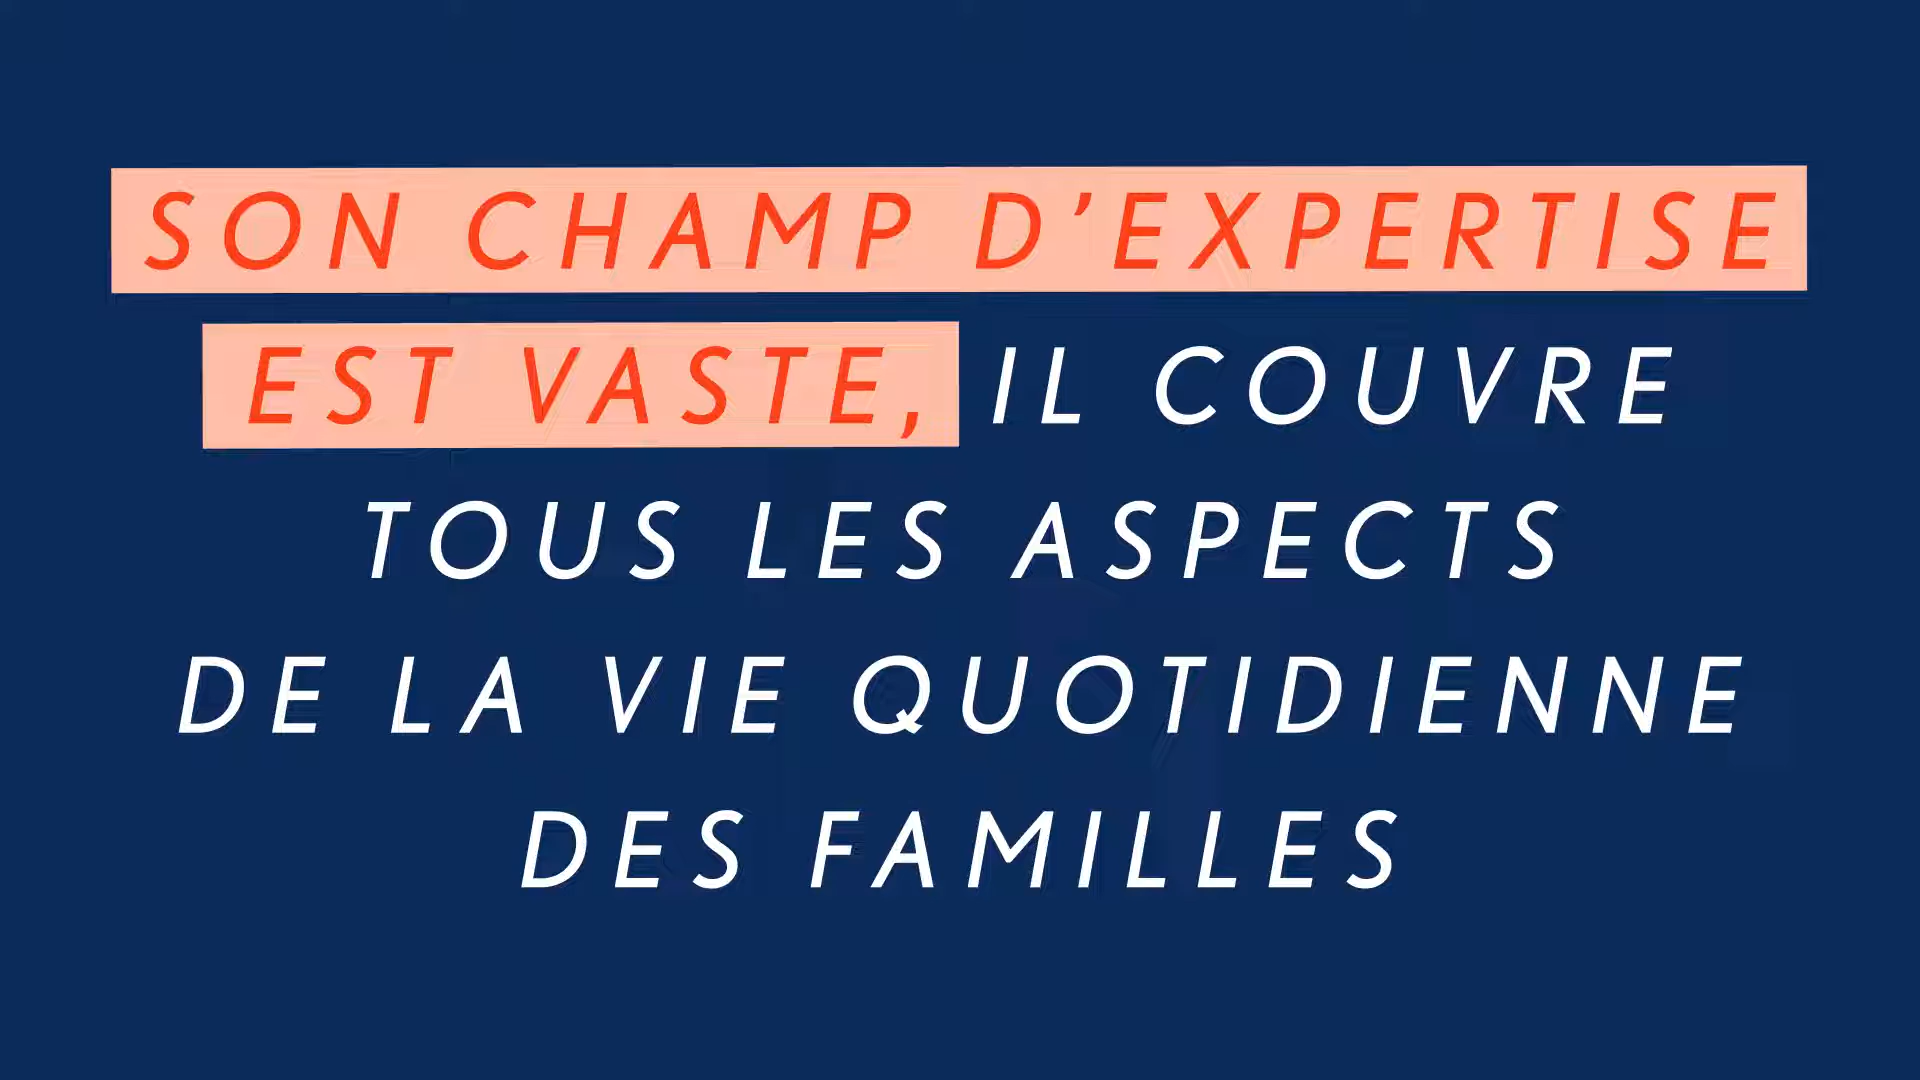 SON CHAMP D’EXPERTISE
EST VASTE, IL COUVRE
TOUS LES ASPECTS
DE LA VIE QUOTIDIENNE
DES FAMILLES